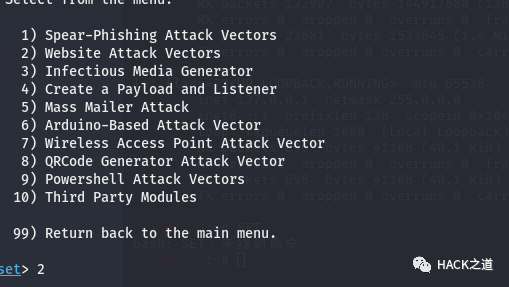 Select from the menu:
1) Spear-Phishing Attack Vectors
2) Website Attack Vectors
3) Infectious Media Generator
4) Create a Payload and Listener
5) Mass Mailer Attack
6) Arduino-Based Attack Vector
7) Wireless Access Point Attack Vector
8) QRCode Generator Attack Vector
9) Powershell Attack Vectors
10) Third Party Modules
99) Return back to the main menu.
set> 2
HACK之道